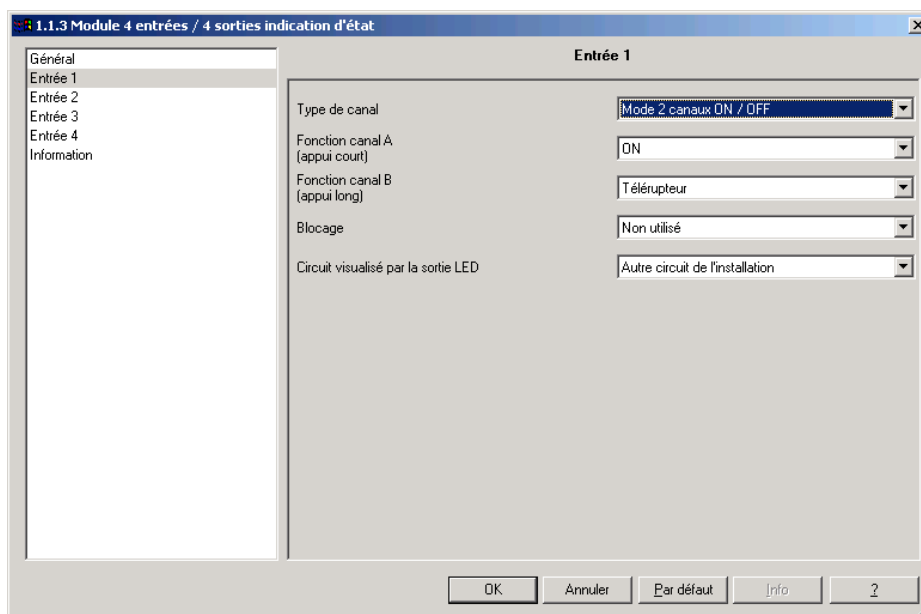 1.1.3 Module 4 entrées / 4 sorties indication d'état
Général
Entrée 1
Entrée 2
Entrée 3
Entrée 4
Information
Entrée 1
Type de canal
Mode 2 canaux ON / OFF
Fonction canal A
(appui court)
ON
Fonction canal B
(appui long)
Télérupteur
Blocage
Non utilisé
Circuit visualisé par la sortie LED
Autre circuit de l'installation
OK
Annuler
Par défaut
Info
?